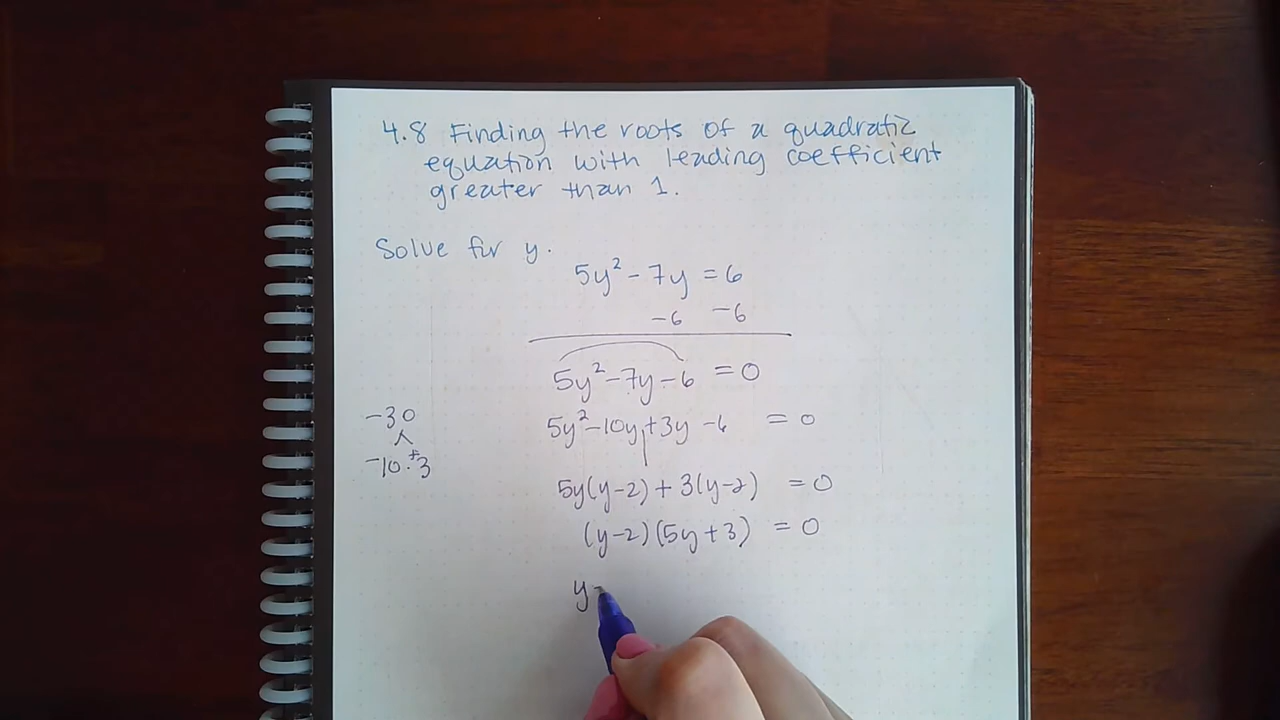 4.8 Finding the roots of a quadratic
equation with leading coefficient
greater than 1.
Solve for y.
5y² - 7y = 6
-6 -6
5y² - 7y - 6 = 0
-30
5y² - 10y + 3y - 6 = 0
-10 · +3
5y(y-2) + 3(y-2) = 0
(y-2)(5y+3) = 0
y-